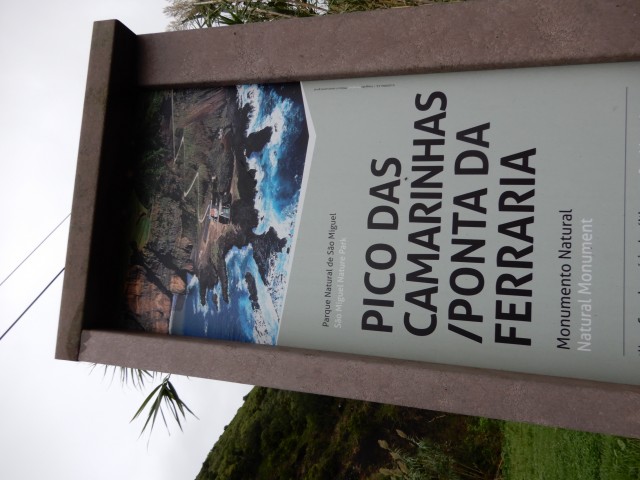 Parque Natural de São Miguel
São Miguel Nature Park
PICO DAS
CAMARINHAS
/PONTA DA
FERRARIA
Monumento Natural
Natural Monument